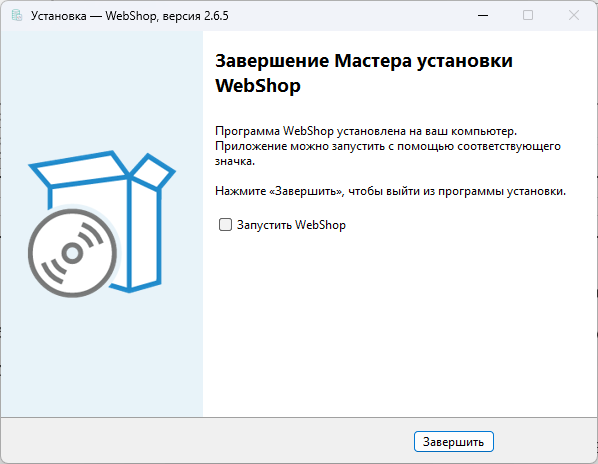 Установка — WebShop, версия 2.6.5
Завершение Мастера установки
WebShop
Программа WebShop установлена на ваш компьютер.
Приложение можно запустить с помощью соответствующего
значка.
Нажмите «Завершить», чтобы выйти из программы установки.
Запустить WebShop
Завершить